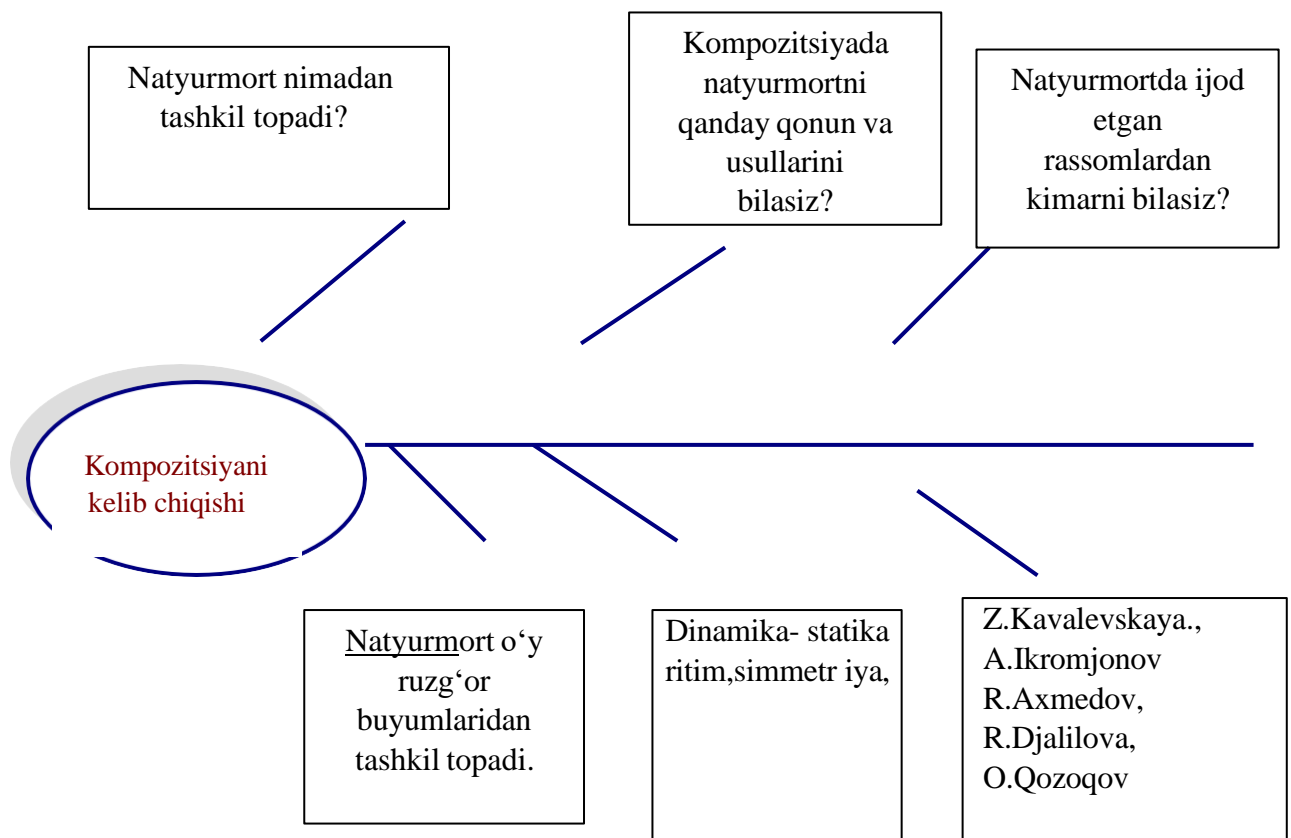 Natyurmort nimadan
tashkil topadi?
Kompozitsiyada
natyurmortni
qanday qonun va
usullarini
bilasiz?
Natyurmortda ijod
etgan
rassomlardan
kimarni bilasiz?
Kompozitsiyani
kelib chiqishi
Natyurmort o‘y
ruzg‘or
buyumlaridan
tashkil topadi.
Dinamika- statika
ritim,simmetr iya,
Z.Kavalevskaya.,
A.Ikromjonov
R.Axmedov,
R.Djalilova,
O.Qozoqov